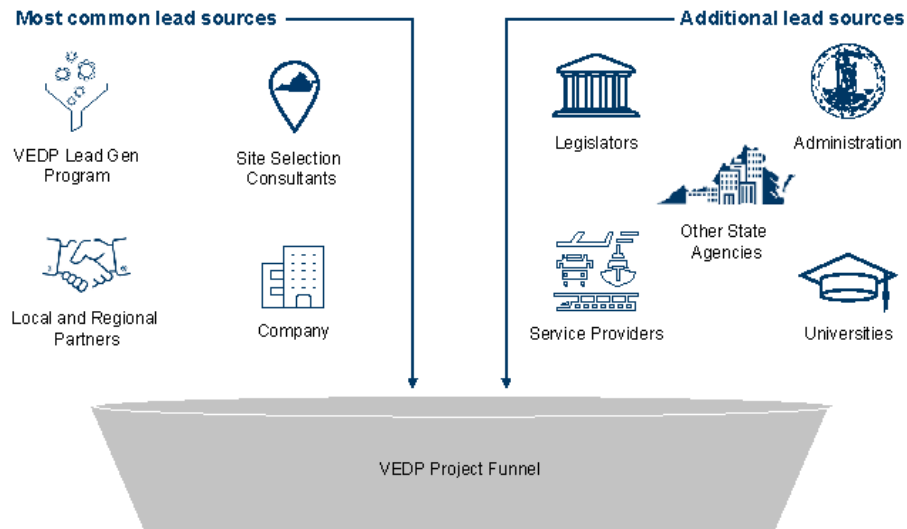 Most common lead sources
Additional lead sources
VEDP Lead Gen
Program
Site Selection
Consultants
Legislators
Administration
Local and Regional
Partners
Company
Other State
Agencies
Service Providers
Universities
VEDP Project Funnel